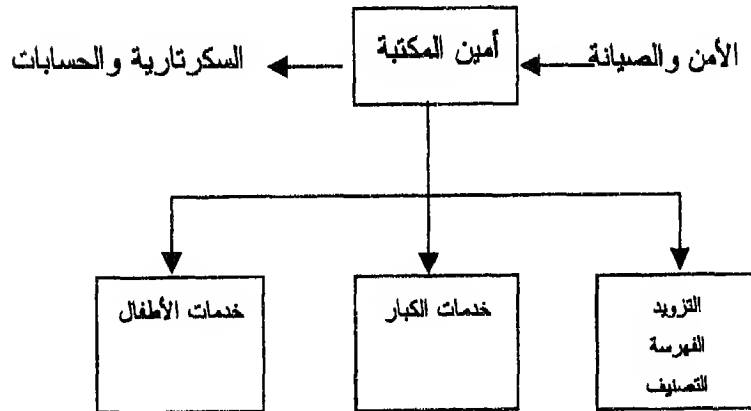 الأمن والصيانة
أمين المكتبة
السكرتارية والحسابات
التزويد
الفهرسة
التصنيف
خدمات الكبار
خدمات الأطفال